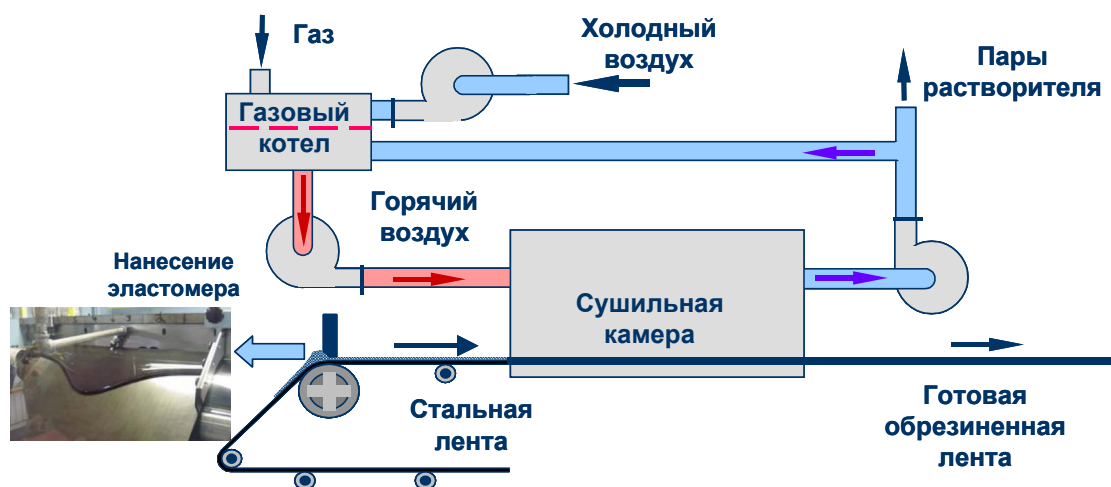 Газ
Холодный
воздух
Пары
растворителя
Газовый
котел
Горячий
воздух
Нанесение
эластомера
Сушильная
камера
Стальная
лента
Готовая
обрезиненная
лента